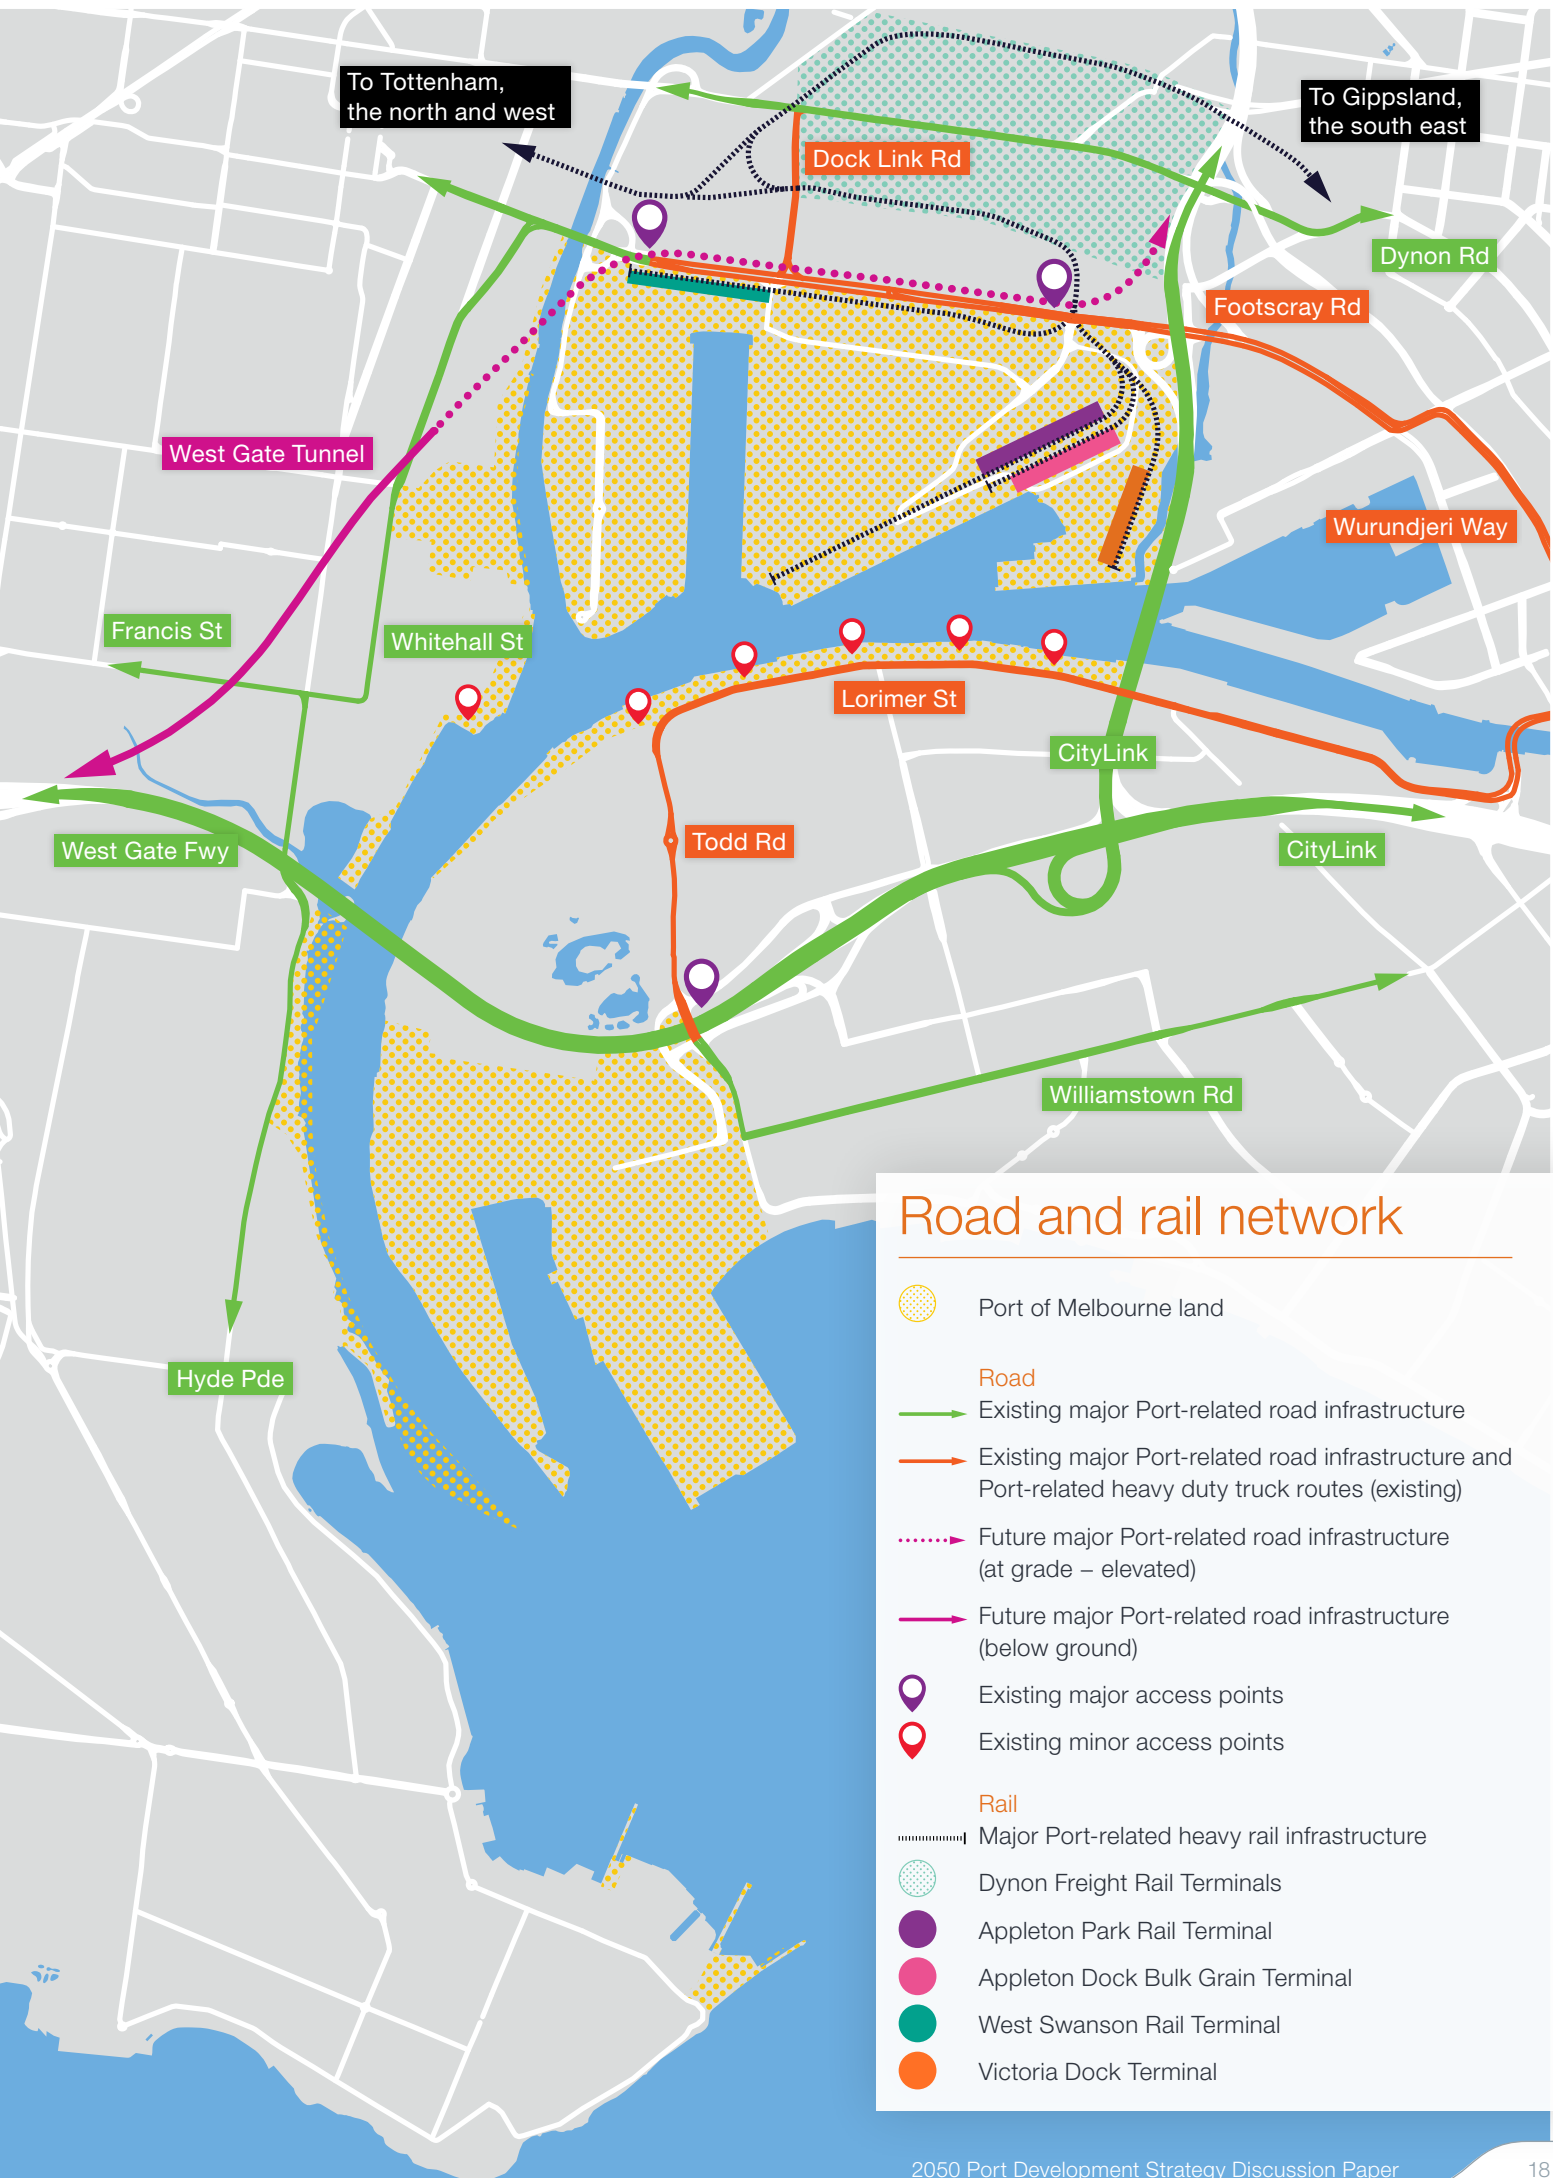 To Tottenham,
the north and west
To Gippsland,
the south east
Dock Link Rd
Dynon Rd
Footscray Rd
West Gate Tunnel
Wurundjeri Way
Francis St
Whitehall St
Lorimer St
CityLink
West Gate Fwy
Todd Rd
CityLink
Williamstown Rd
Hyde Pde
Road and rail network
Port of Melbourne land
Road
Existing major Port-related road infrastructure
Existing major Port-related road infrastructure and
Port-related heavy duty truck routes (existing)
Future major Port-related road infrastructure
(at grade – elevated)
Future major Port-related road infrastructure
(below ground)
Existing major access points
Existing minor access points
Rail
Major Port-related heavy rail infrastructure
Dynon Freight Rail Terminals
Appleton Park Rail Terminal
Appleton Dock Bulk Grain Terminal
West Swanson Rail Terminal
Victoria Dock Terminal
2050 Port Development Strategy Discussion Paper
18